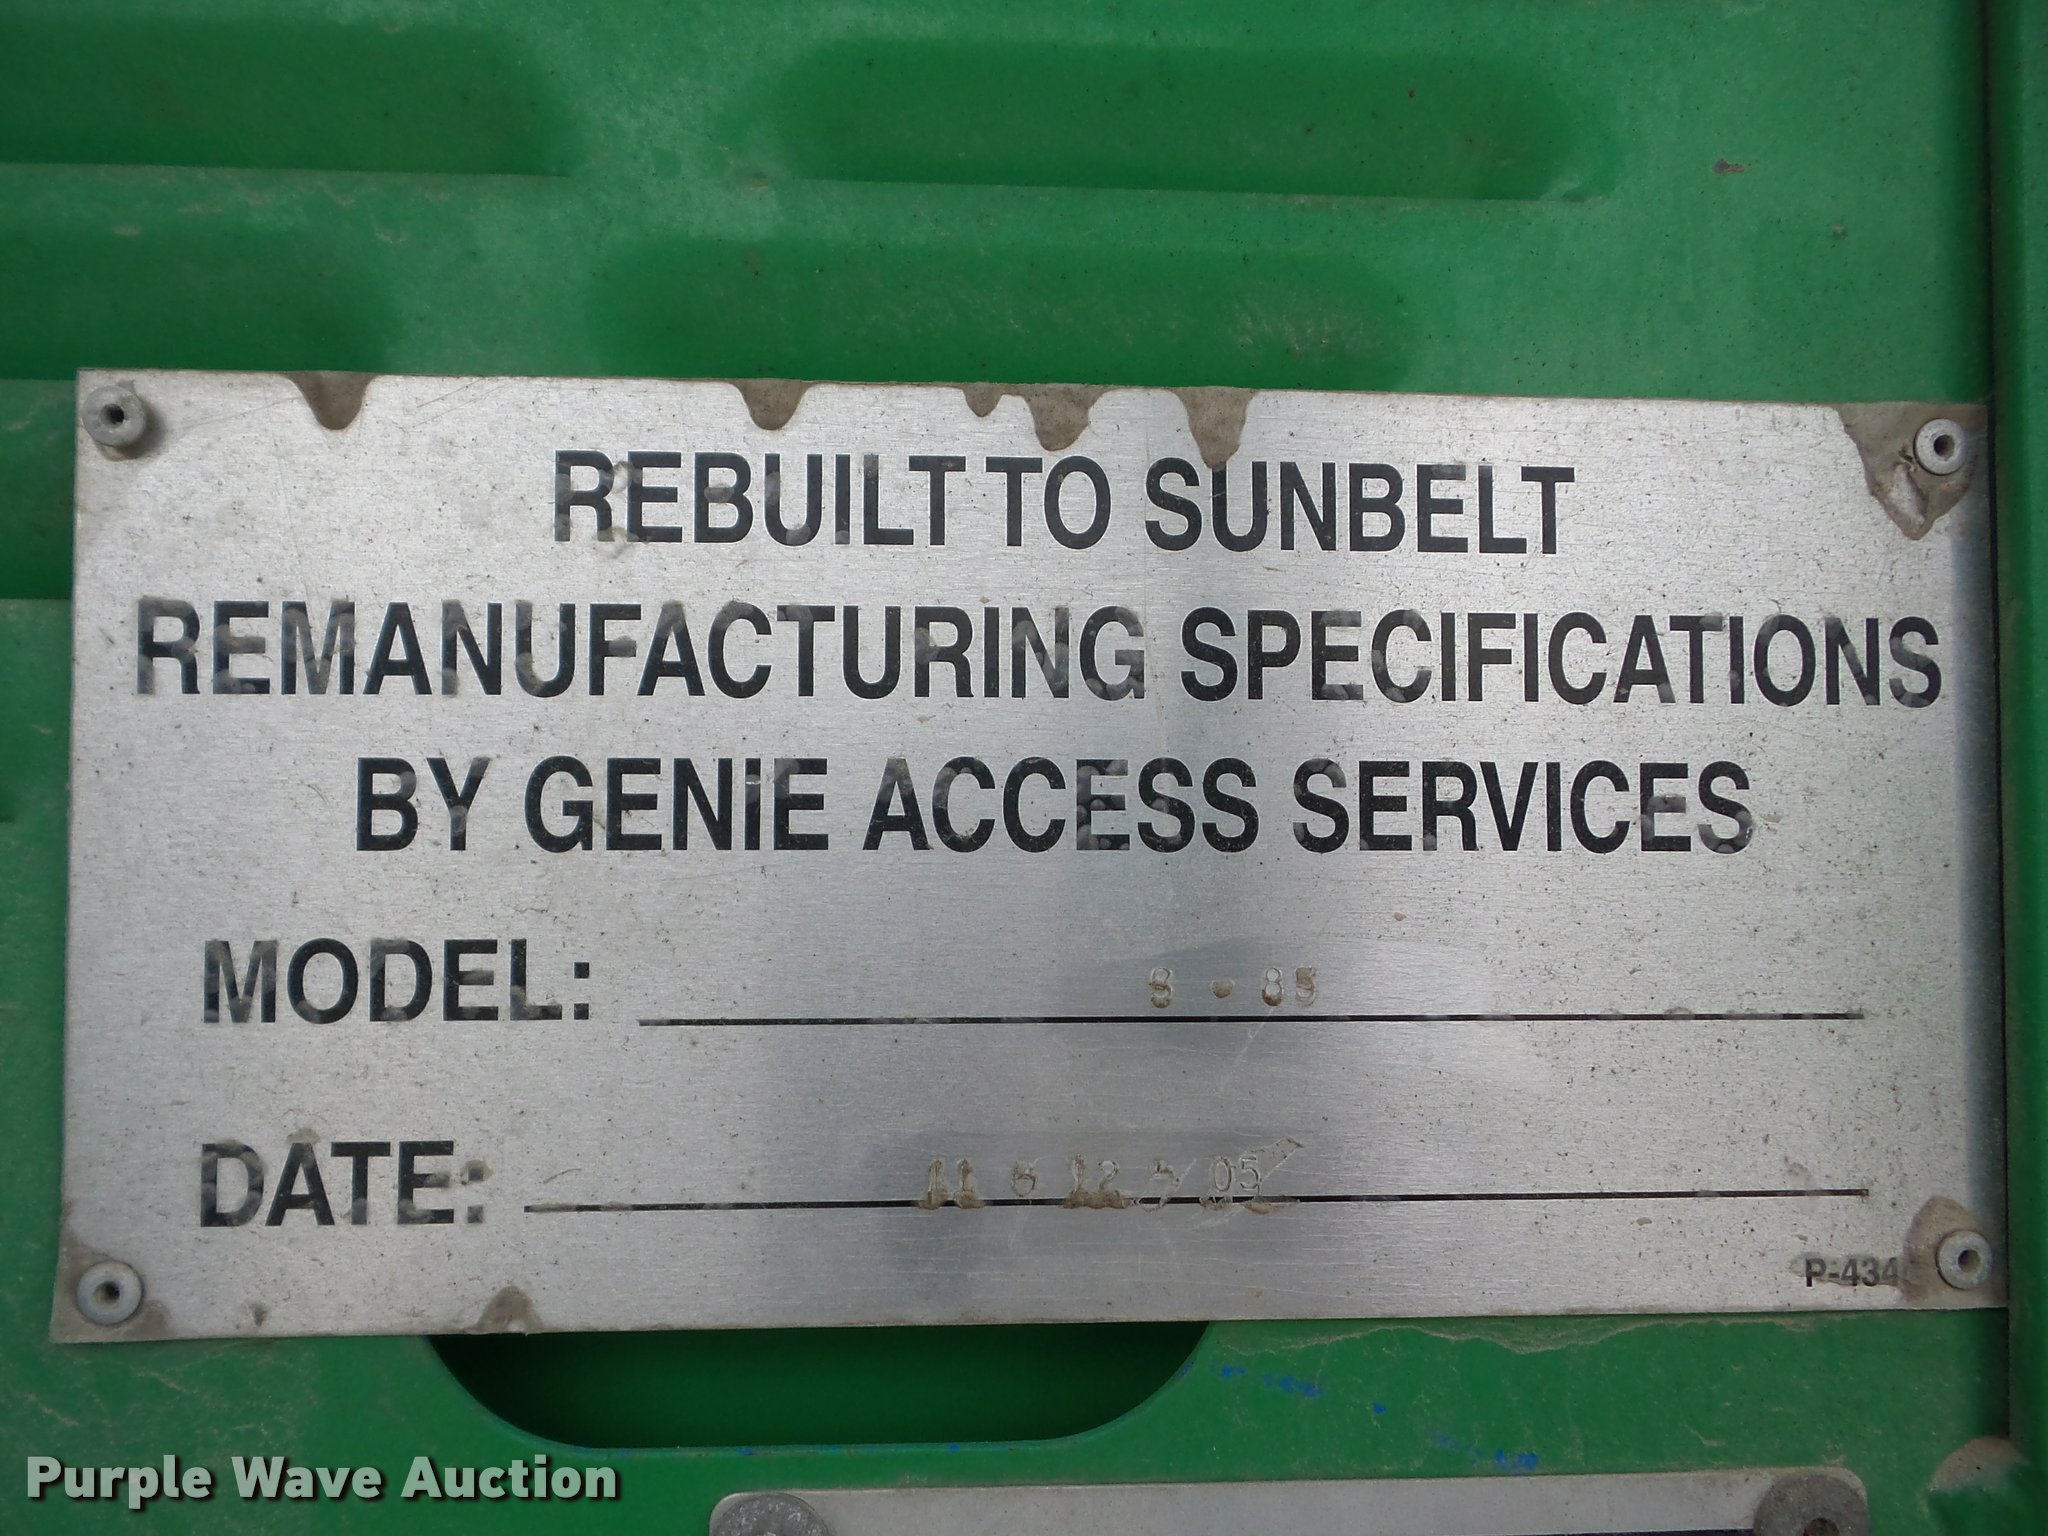 REBUILT TO SUNBELT
REMANUFACTURING SPECIFICATIONS
BY GENIE ACCESS SERVICES
MODEL: S-85
DATE:
P-434
Purple Wave Auction